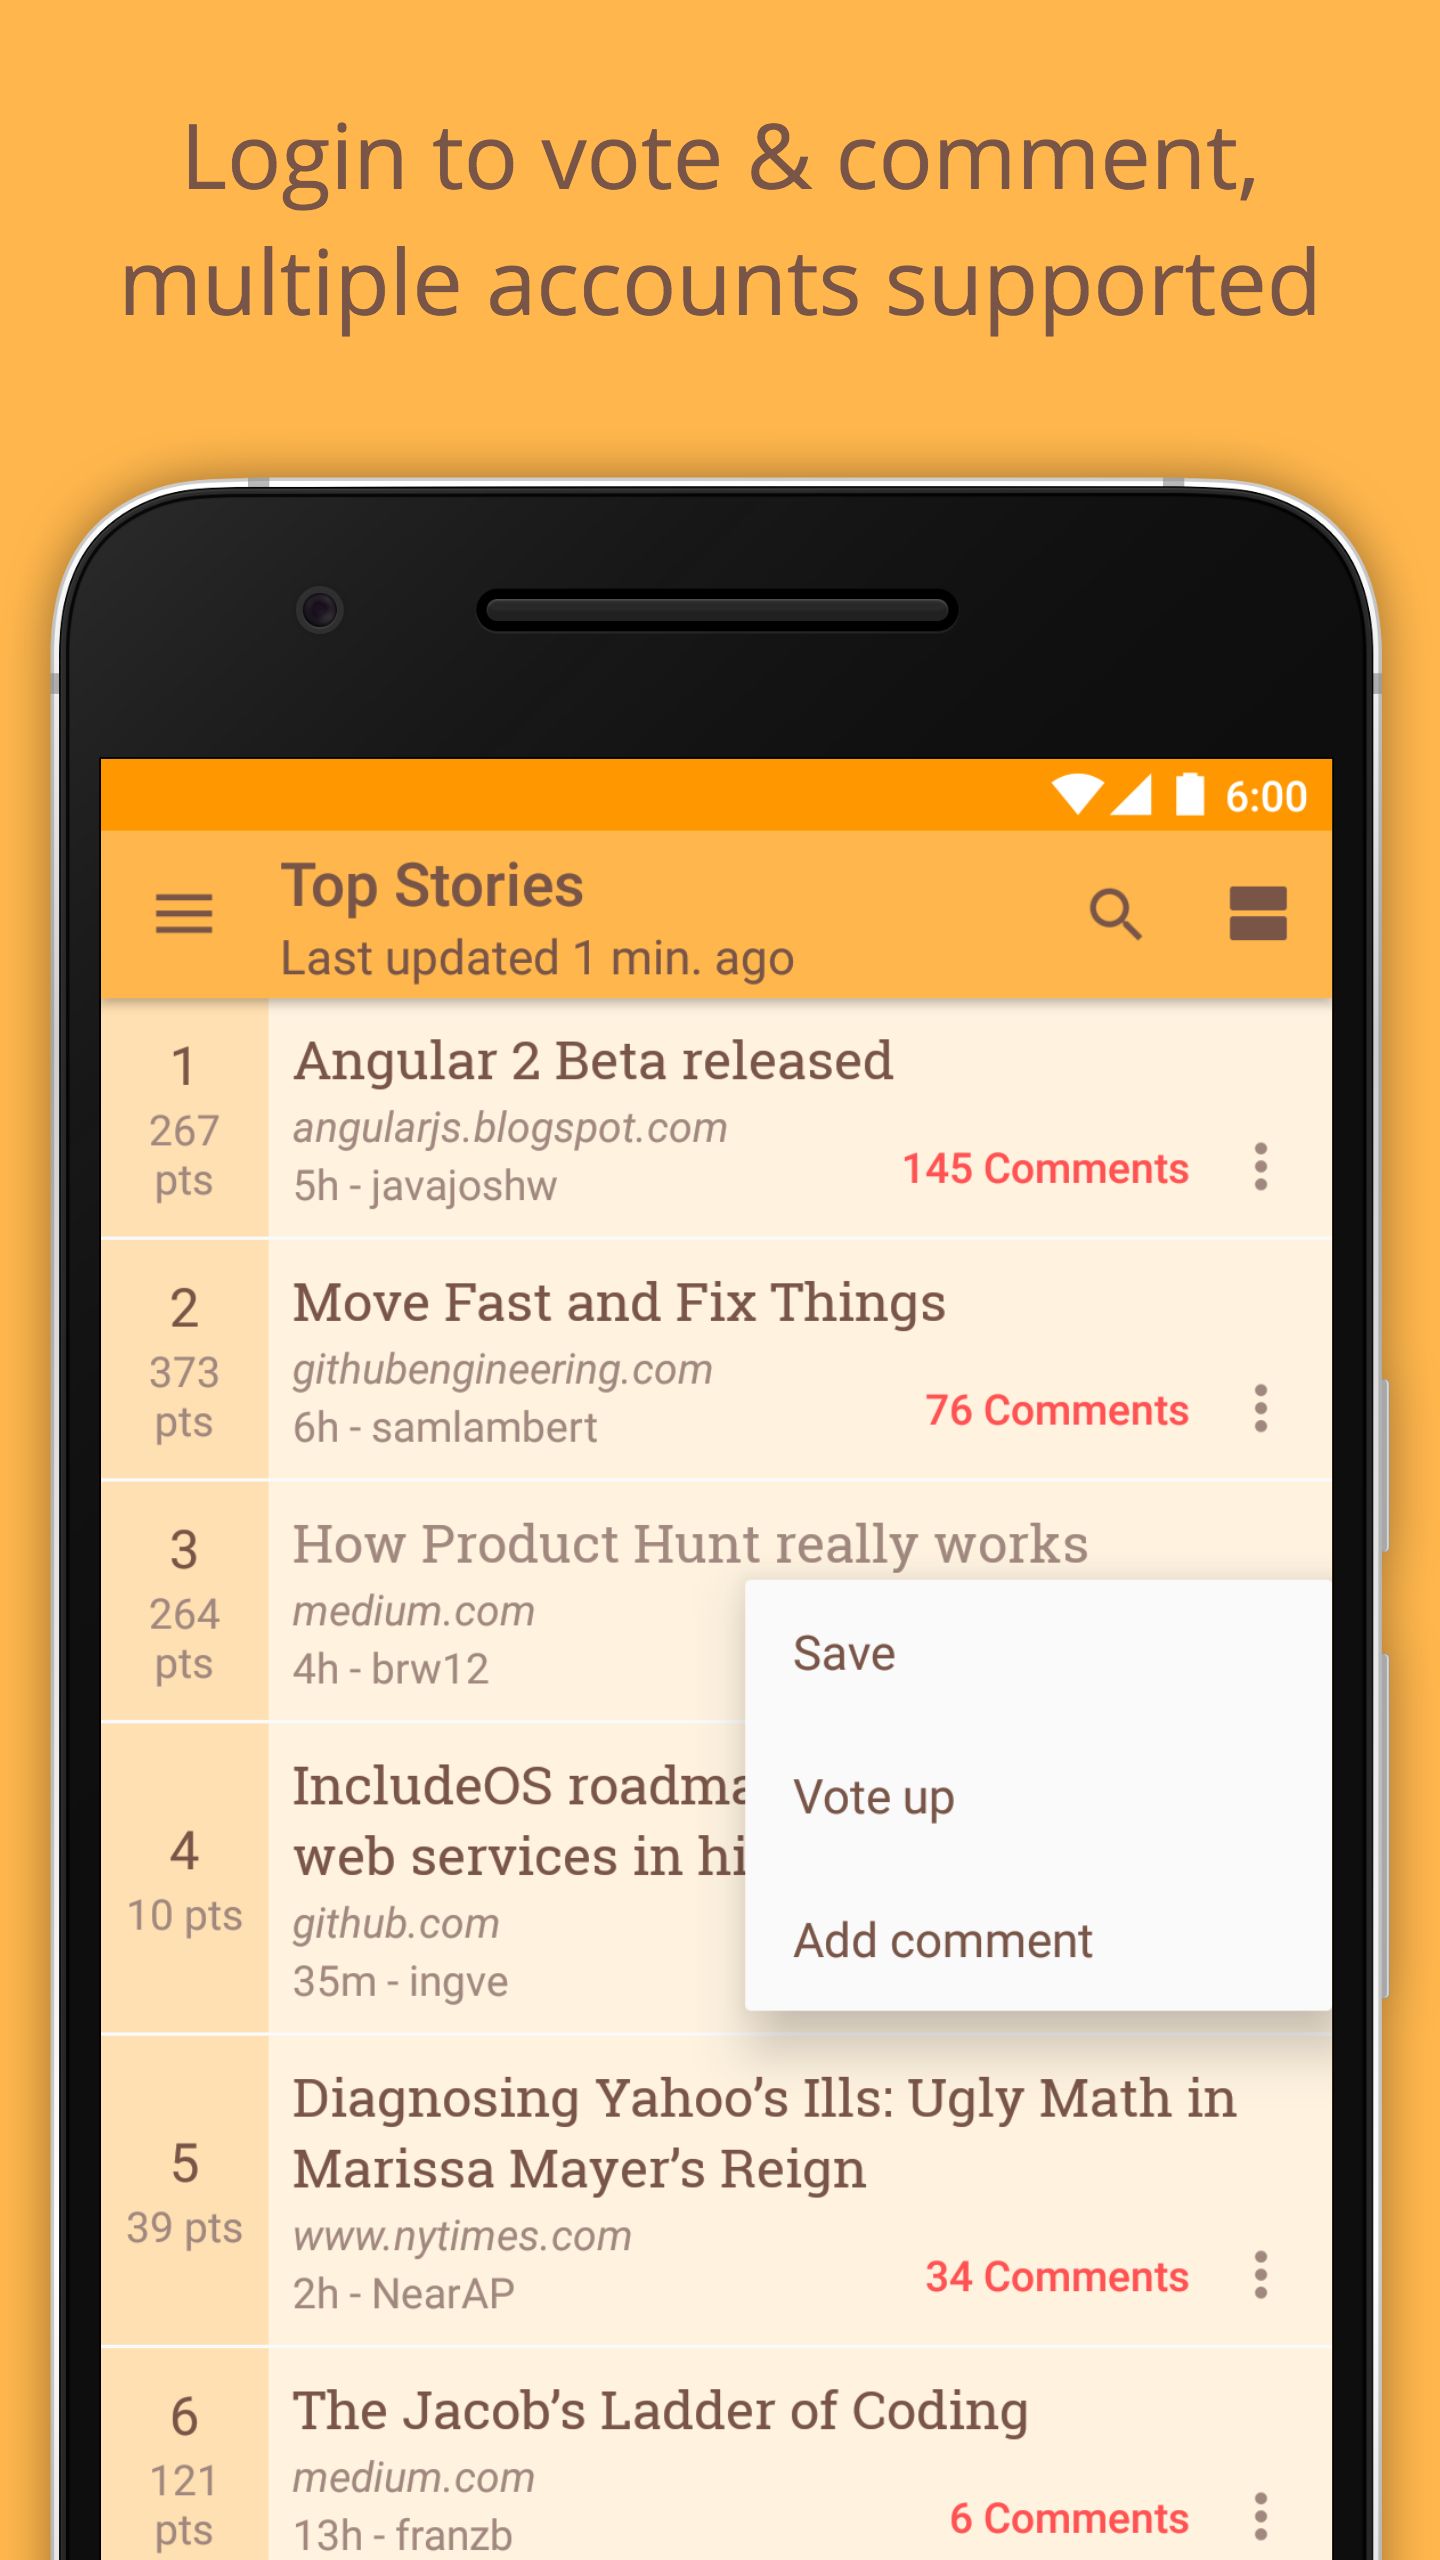 Login to vote & comment,
multiple accounts supported
6:00
Top Stories
Last updated 1 min. ago
1
267
pts
Angular 2 Beta released
angularjs.blogspot.com
5h - javajoshw
145 Comments
2
373
pts
Move Fast and Fix Things
githubengineering.com
6h - samlambert
76 Comments
3
264
pts
How Product Hunt really works
medium.com
4h - brw12
Save
Vote up
Add comment
4
10 pts
IncludeOS
web services in
github.com
35m - ingve
5
39 pts
Diagnosing Yahoo’s Ills: Ugly Math in
Marissa Mayer’s Reign
www.nytimes.com
2h - NearAP
34 Comments
6
121
pts
The Jacob’s Ladder of Coding
medium.com
13h - franzb
6 Comments